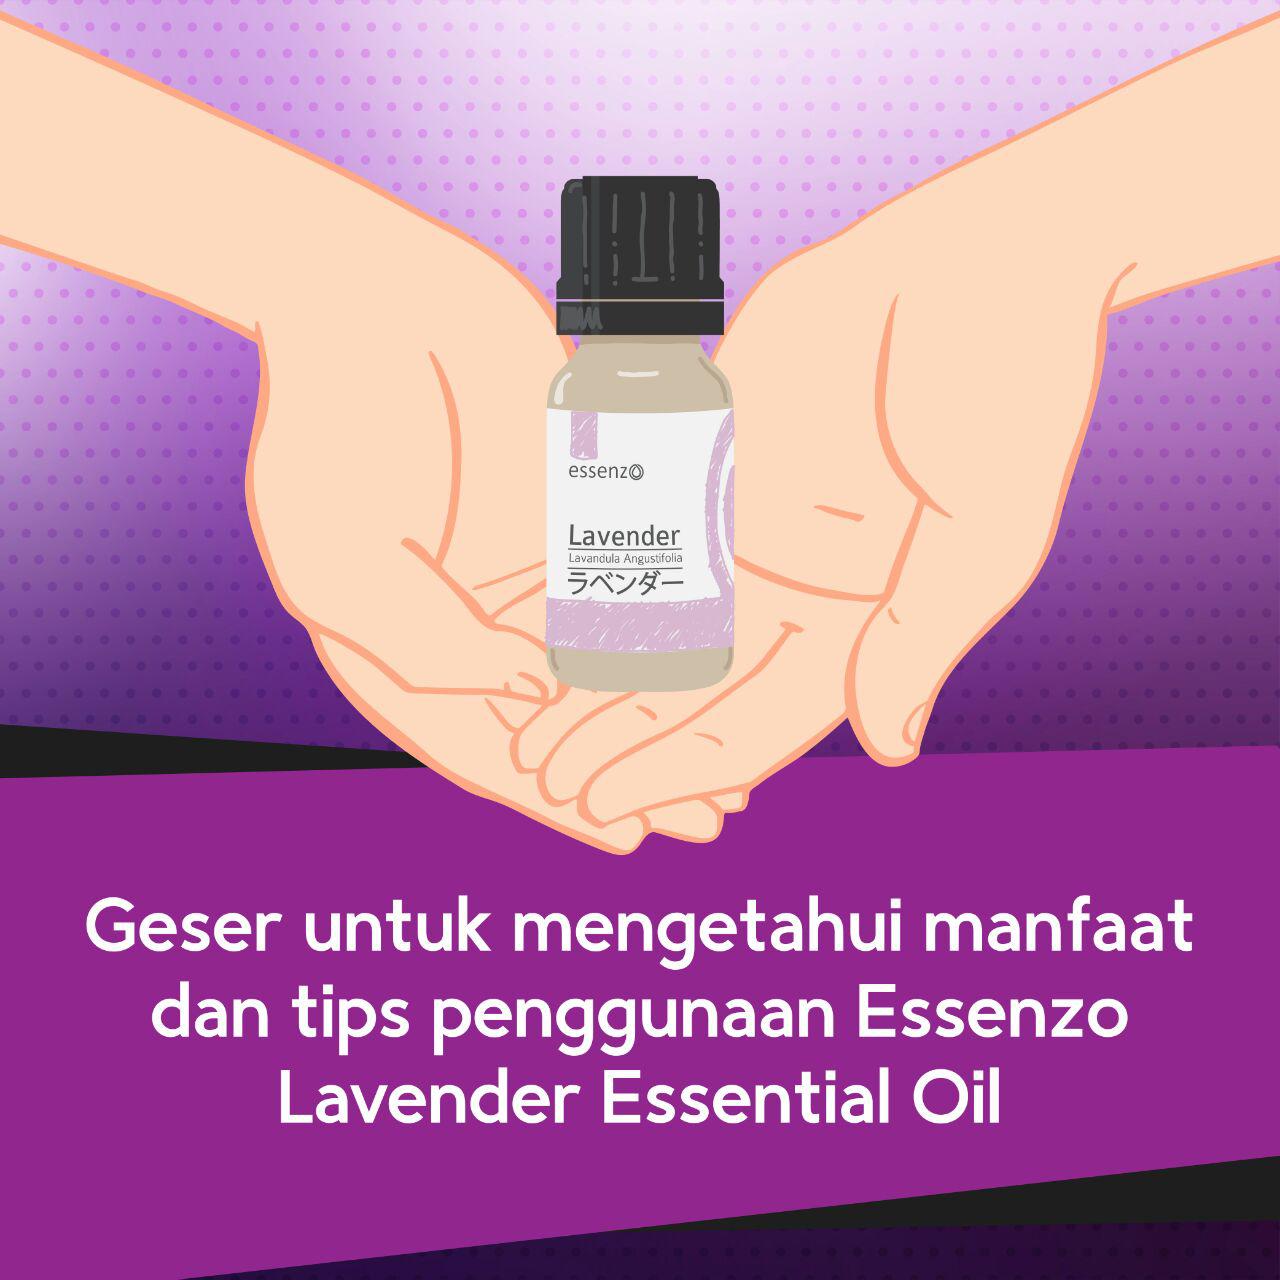 essenzo
Lavender
Lavandula Angustifolia
ラベンダー
Geser untuk mengetahui manfaat
dan tips penggunaan Essenzo
Lavender Essential Oil